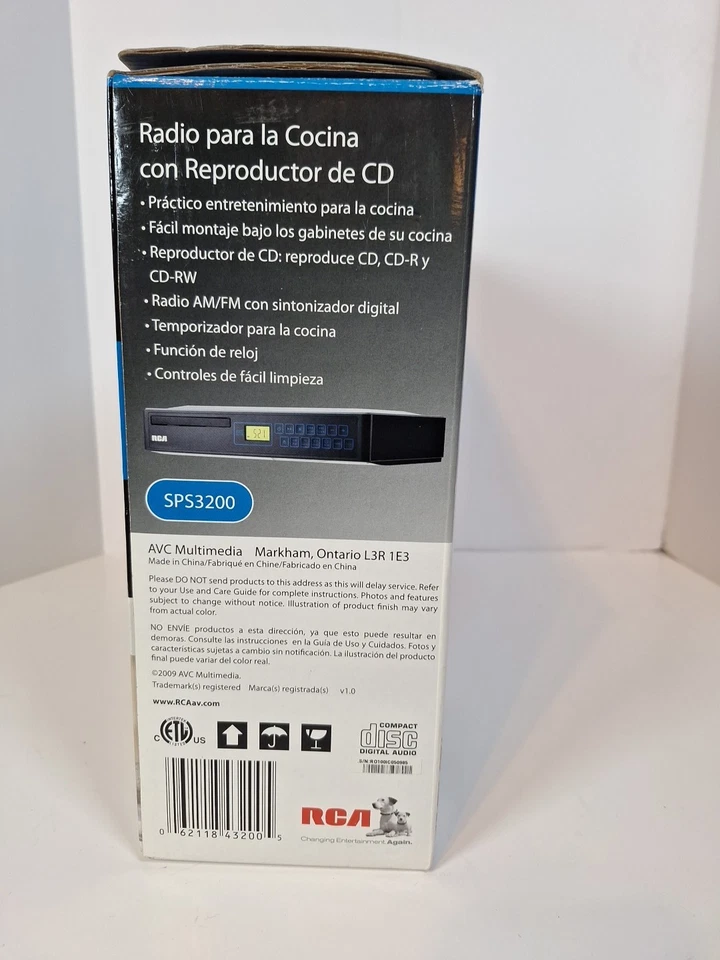 Radio para la Cocina
con Reproductor de CD
• Práctico entretenimiento para la cocina
• Fácil montaje bajo los gabinetes de su cocina
• Reproductor de CD: reproduce CD, CD-R y
CD-RW
• Radio AM/FM con sintonizador digital
• Temporizador para la cocina
• Función de reloj
• Controles de fácil limpieza
RCA
SPS3200
AVC Multimedia Markham, Ontario L3R 1E3
Made in China/Fabriqué en Chine/Fabricado en China
Please DO NOT send products to this address as this will delay service. Refer
to your Use and Care Guide for complete instructions. Photos and features
subject to change without notice. Illustration of product finish may vary
from actual color.
NO ENVÍE productos a esta dirección, ya que esto puede resultar en
demoras. Consulte las instrucciones en la Guía de Uso y Cuidados. Fotos y
características sujetas a cambio sin notificación. La ilustración del producto
final puede variar del color real.
©2009 AVC Multimedia.
Trademark(s) registered Marca(s) registrada(s) v1.0
www.RCAav.com
C ETL US
COMPACT
disc
DIGITAL AUDIO
0 62118 43200 5
RCA
Changing Entertainment. Again.